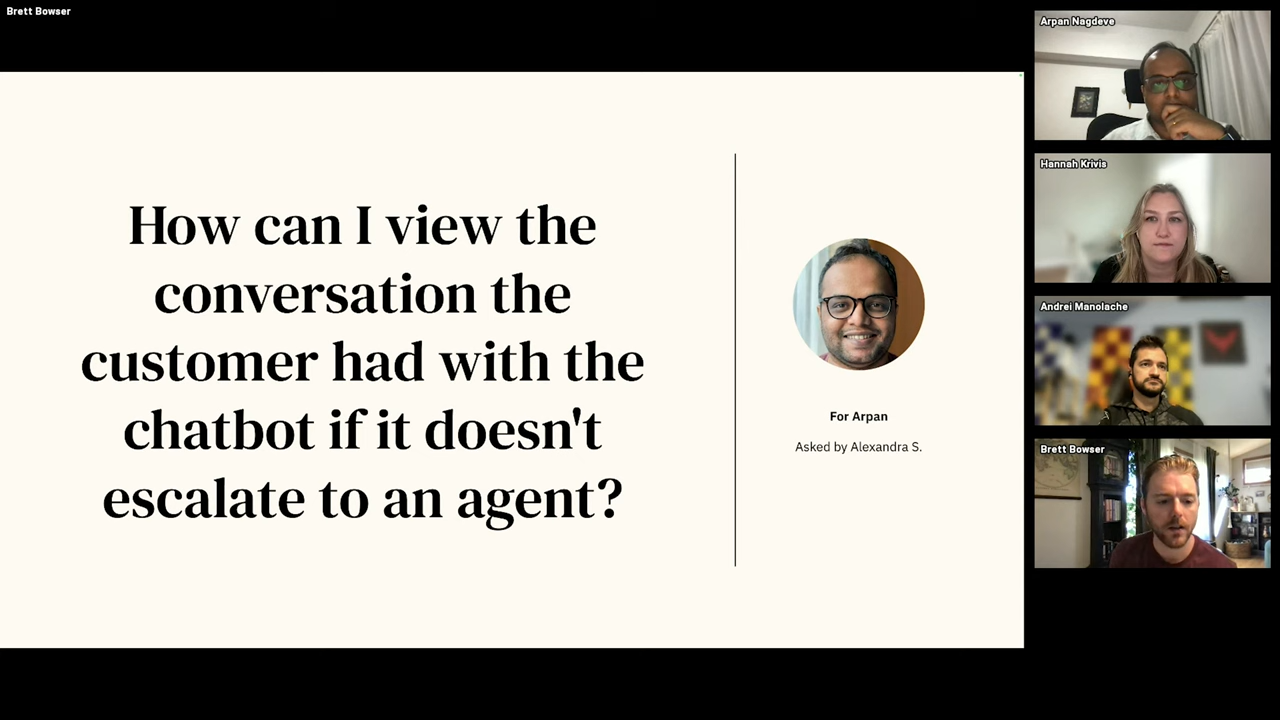 Brett Bowser
How can I view the
conversation the
customer had with the
chatbot if it doesn't
escalate to an agent?
For Arpan
Asked by Alexandra S.
Arpan Nagdeve
Hannah Krivis
Andrei Manolache
Brett Bowser